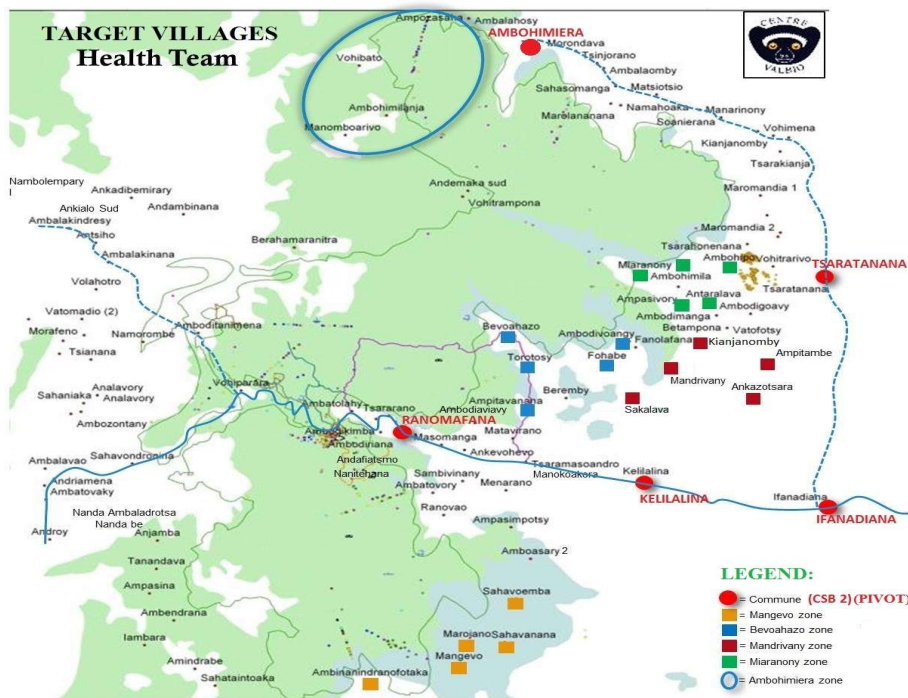 TARGET VILLAGES
Health Team
CENTRE
VALBIO
Ampozasana
Ambalahosy
AMBOHIMIERA
Morondava
Tsinjorano
Vohibato
Ambalaomby
Sahasomanga
Matsiotsio
Ambohimilanja
Namahoaka
Manarinony
Marolananana
Soanierana
Manomboarivo
Vohimena
Kianjanomby
Tsarakianja
Nambolempary
Ankadibemirary
Andemaka sud
Maromandia 1
Ankialo Sud
Andambinana
Vohitrampona
Ambalakindresy
Antsiho
Maromandia 2
Berahamaranitra
Tsarahonenana
Ambalakinana
Miaranony
Ambohipo
Vohitrarivo
TSARATANANA
Ambohimila
Volahotro
Antaralava
Tsaratanana
Ampasivory
Vatomadio (2)
Ambodigoavy
Ambodimanga
Morafeno
Namorombe
Amboditanimena
Bevoahazo
Ambodivoangy
Betampona
Vatofotsy
Fanolafana
Kianjanomby
Tsianana
Torotosy
Fohabe
Ampitambe
Mandrivany
Vohiparara
Analavory
Analavory
Sahaniaka
Beremby
Ankazotsara
Ambatolahy
Ampitavanana
Sakalava
Tsararano
Ambodiaviavy
Ambozontany
RANOMAFANA
Ambodikimba
Matavirano
Ambodiriana
Masomanga
Ankevohevo
Sahavondronina
Andafiatsmo
Ambalavao
Tsaramasoandro
Nanitehana
Sambivinany
Kelilalina
Manokoakora
Andriamena
Menarano
Ambatovaky
Ambatovory
KELILALINA
Ifanadiana
Nanda Ambaladrotsa
Ranovao
IFANADIANA
Nanda be
Ampasimpotsy
Androy
Anjamba
Amboasary 2
Tanandava
LEGEND:
Ampasina
Sahavoemba
= Commune (CSB 2) (PIVOT)
= Mangevo zone
Ambendrana
= Bevoahazo zone
Iambara
Marojano
Sahavanana
= Mandrivany zone
Mangevo
Amindrabe
= Miaranony zone
Ambinanindranofotaka
Sahataintoaka
= Ambohimiera zone